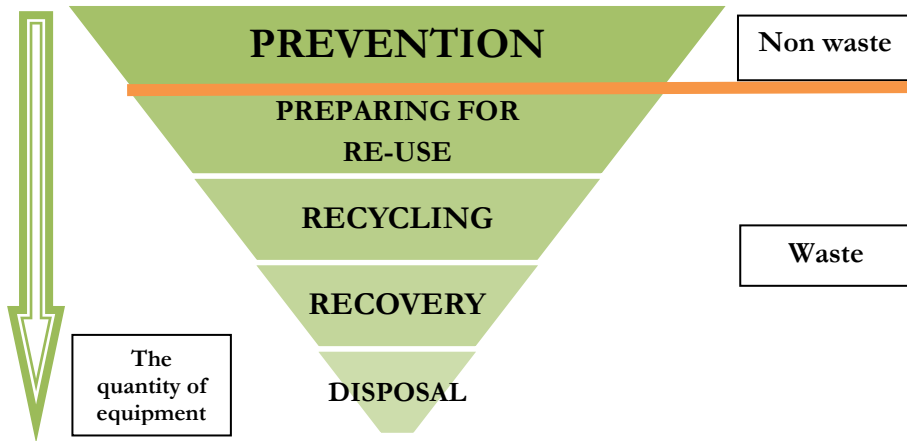 PREVENTION
Non waste
PREPARING FOR
RE-USE
RECYCLING
Waste
RECOVERY
The
quantity of
equipment
DISPOSAL